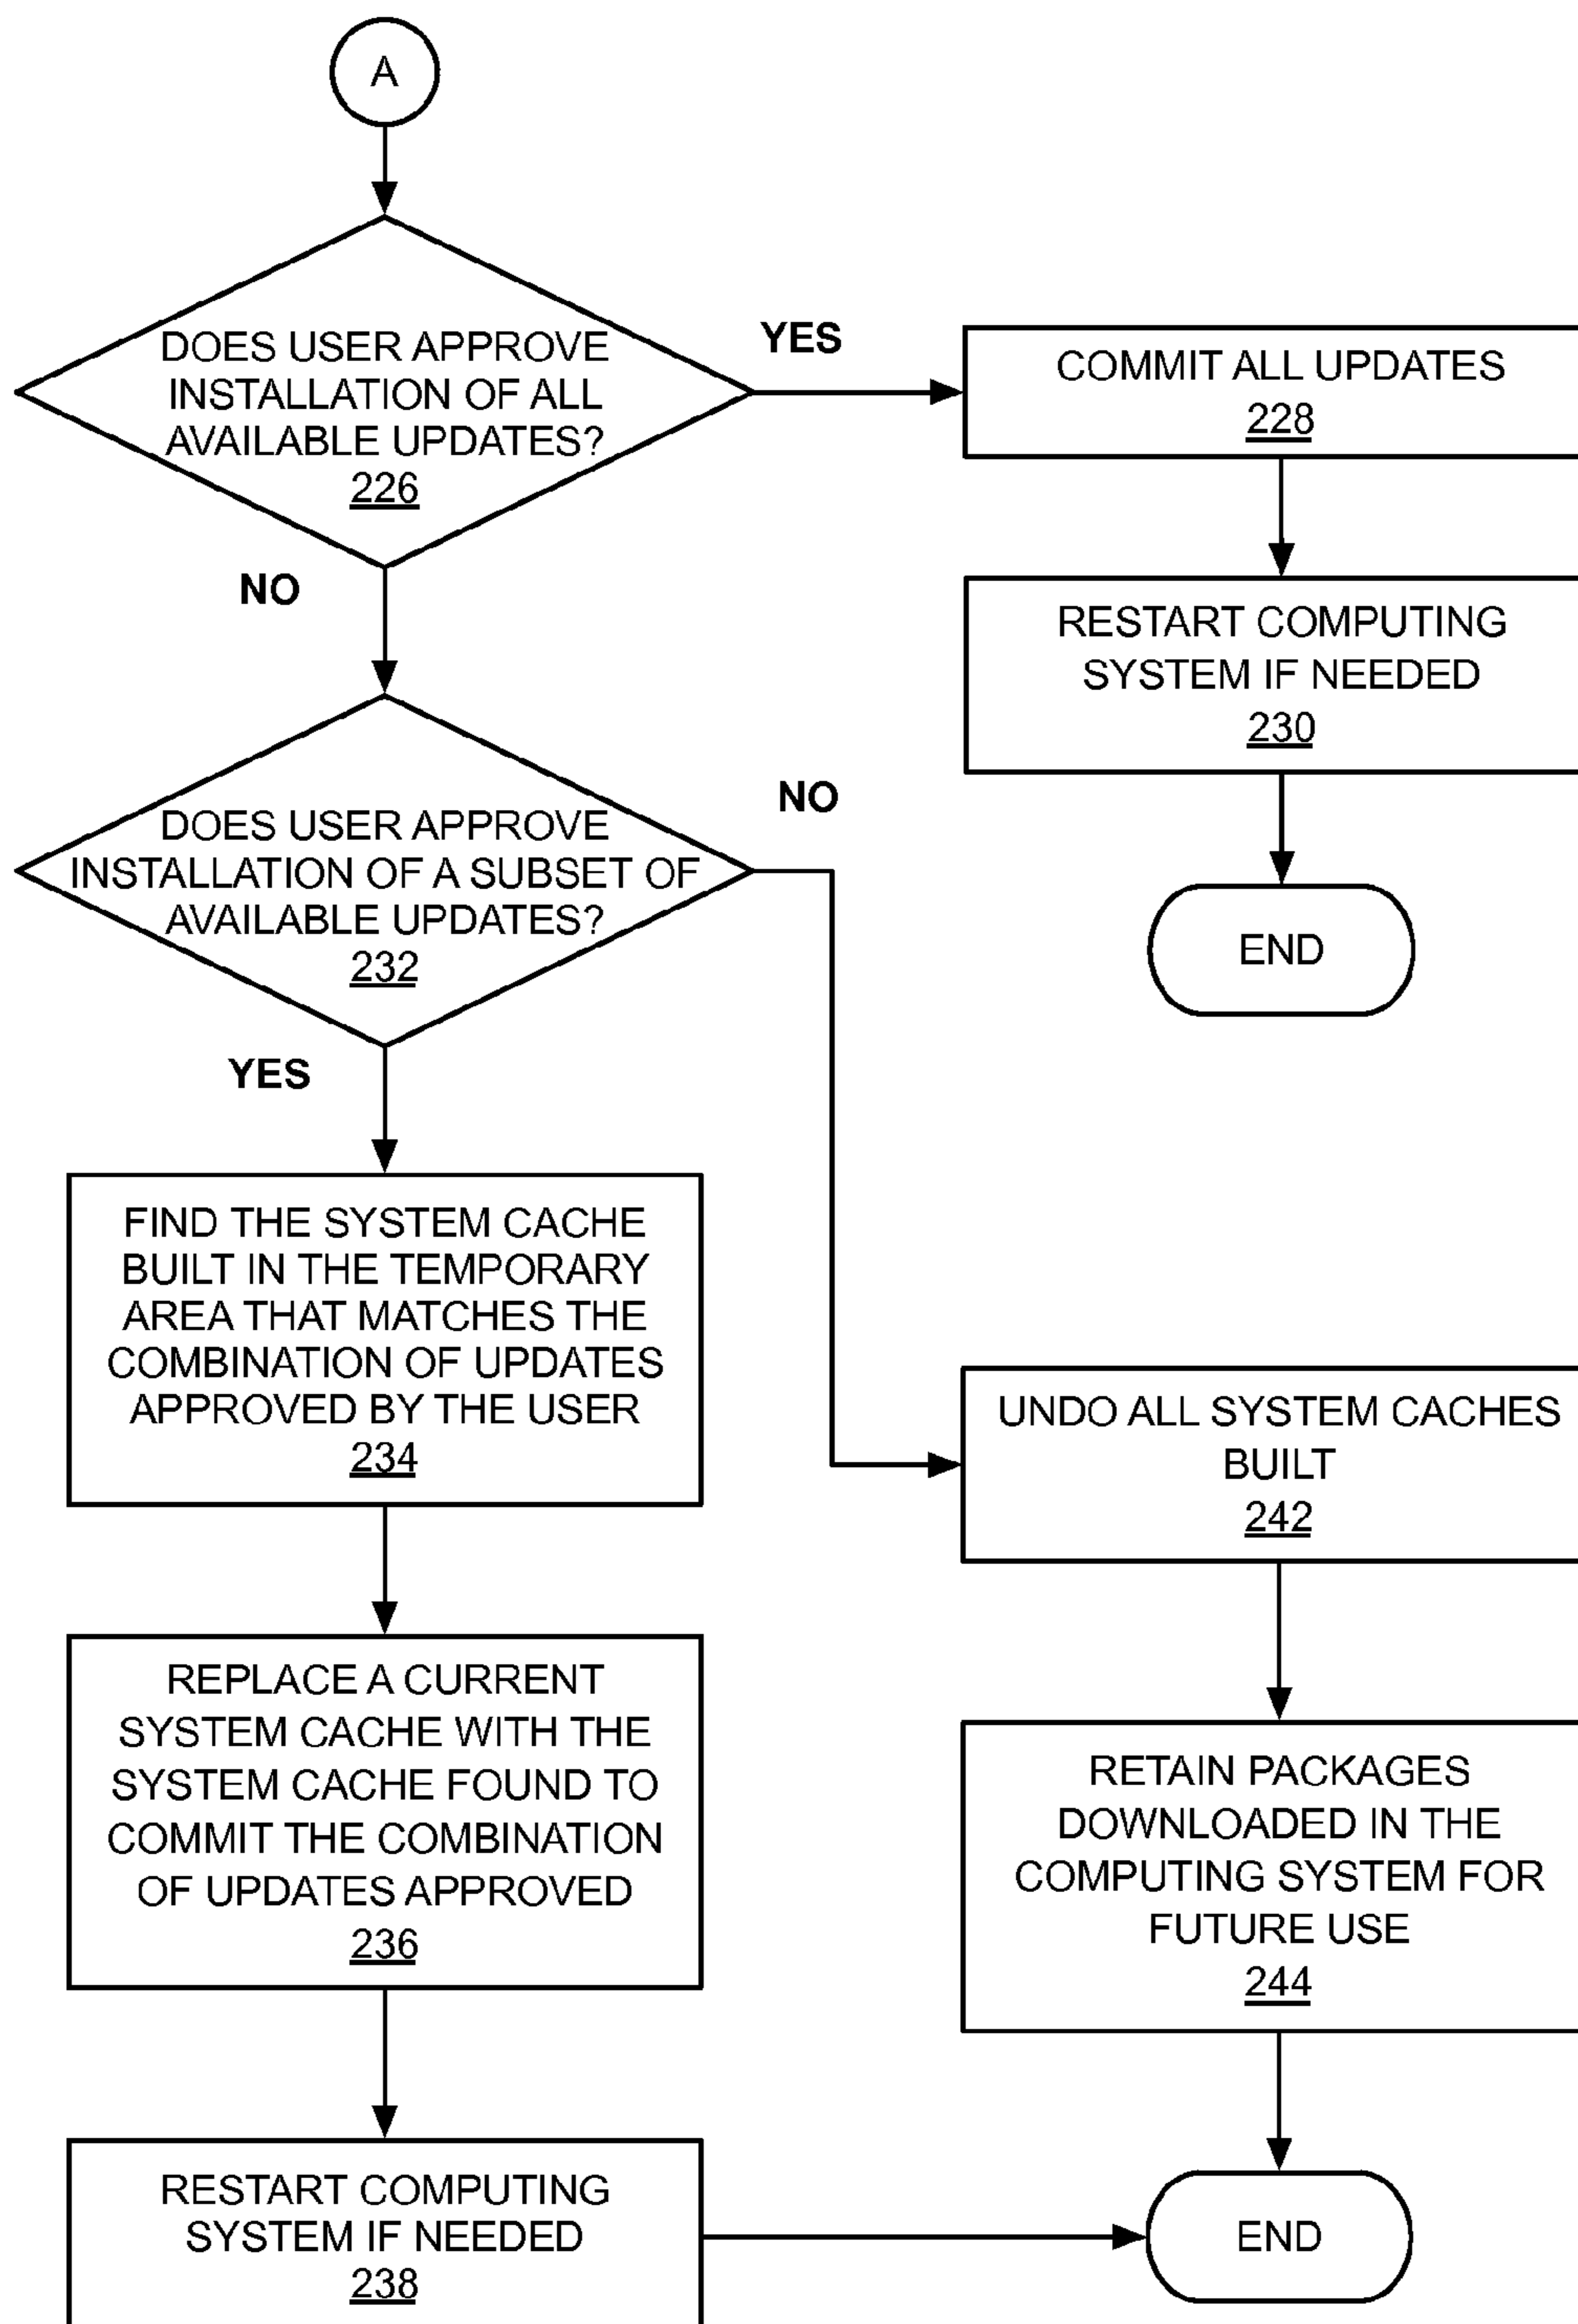 A
DOES USER APPROVE
INSTALLATION OF ALL
AVAILABLE UPDATES?
226
YES
COMMIT ALL UPDATES
228
RESTART COMPUTING
SYSTEM IF NEEDED
230
END
NO
DOES USER APPROVE
INSTALLATION OF A SUBSET OF
AVAILABLE UPDATES?
232
NO
YES
FIND THE SYSTEM CACHE
BUILT IN THE TEMPORARY
AREA THAT MATCHES THE
COMBINATION OF UPDATES
APPROVED BY THE USER
234
REPLACE A CURRENT
SYSTEM CACHE WITH THE
SYSTEM CACHE FOUND TO
COMMIT THE COMBINATION
OF UPDATES APPROVED
236
RESTART COMPUTING
SYSTEM IF NEEDED
238
UNDO ALL SYSTEM CACHES
BUILT
242
RETAIN PACKAGES
DOWNLOADED IN THE
COMPUTING SYSTEM FOR
FUTURE USE
244
END